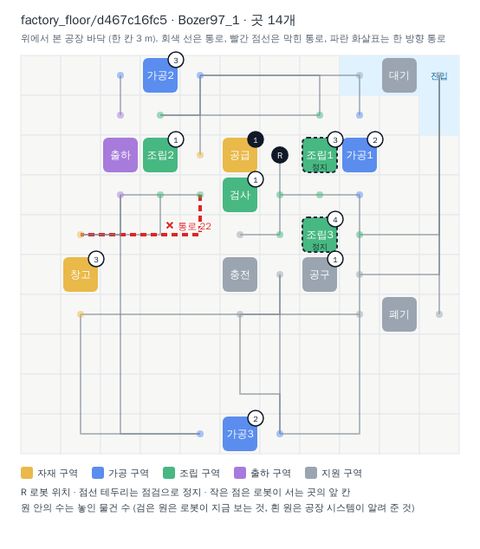 factory_floor/d467c16fc5 · Bozer97_1 · 곳 14개
위에서 본 공장 바닥 (한 칸 3 m). 회색 선은 통로, 빨간 점선은 막힌 통로, 파란 화살표는 한 방향 통로
가공2 3
대기
진입
출하
조립2 1
공급 1
R
조립1 3
정지
가공1 2
검사 1
× 통로 22
조립3 4
정지
창고 3
충전
공구 1
폐기
가공3 2
자재 구역 가공 구역 조립 구역 출하 구역 지원 구역
R 로봇 위치 · 점선 테두리는 점검으로 정지 · 작은 점은 로봇이 서는 곳의 앞 칸
원 안의 수는 놓인 물건 수 (검은 원은 로봇이 지금 보는 것, 흰 원은 공장 시스템이 알려 준 것)